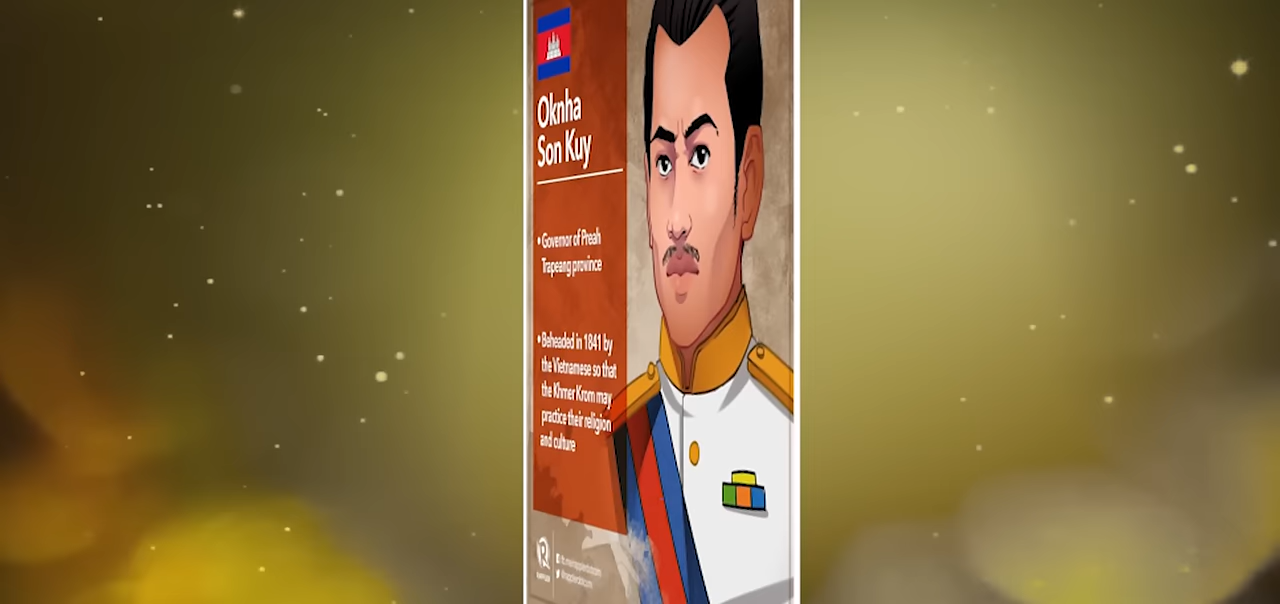 Oknha
Son Kuy
• Governor of Preah
Trapeang province
• Beheaded in 1841 by
the Vietnamese so that
the Khmer Krom may
practice their religion
and culture
R
RAPPLER